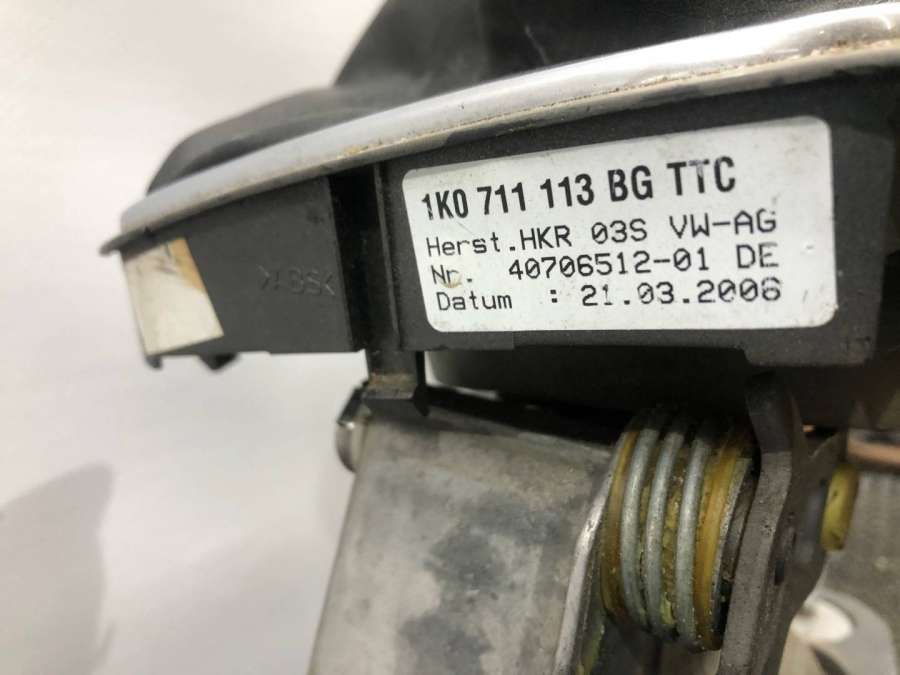 1K0 711 113 BG TTC
Herst.HKR 03S VW-AG
Nr. 40706512-01 DE
Datum : 21.03.2006